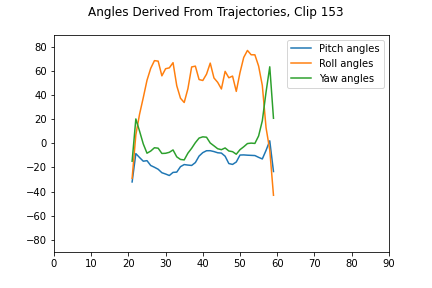 Angles Derived From Trajectories, Clip 153
Pitch angles
Roll angles
Yaw angles
80
60
40
20
0
−20
−40
−60
−80
0 10 20 30 40 50 60 70 80 90